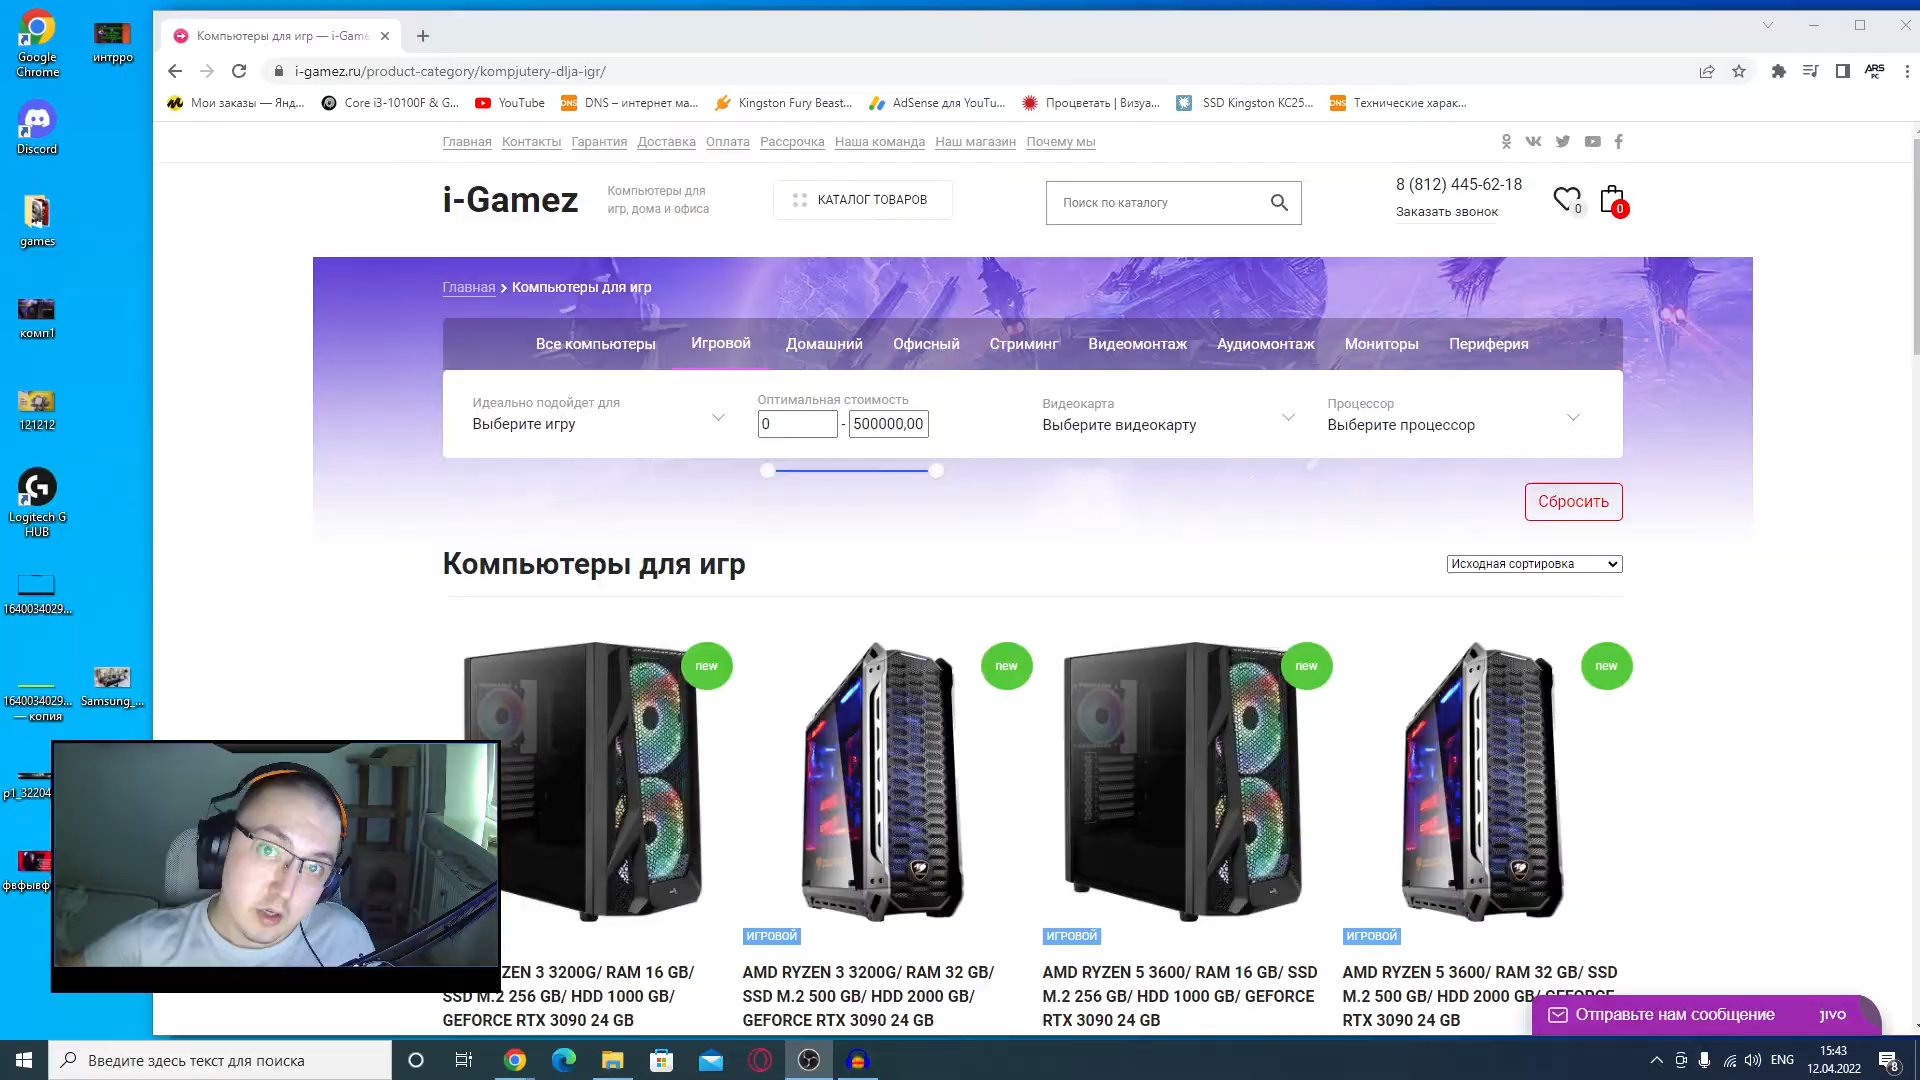 Google
Chrome
интрро
Discord
games
комп1
121212
Logitech G
HUB
1640034029...
1640034029...
— копия
Samsung_...
p1_32204
фвфывф
Компьютеры для игр — i-Game
i-gamez.ru/product-category/kompjutery-dlja-igr/
ARS
PC
Мои заказы — Янд...
Core i3-10100F & G...
YouTube
DNS
DNS – интернет ма...
Kingston Fury Beast...
AdSense для YouTu...
Процветать | Визуа...
SSD Kingston KC25...
DNS
Технические харак...
Главная Контакты Гарантия Доставка Оплата Рассрочка Наша команда Наш магазин Почему мы
i-Gamez
Компьютеры для
игр, дома и офиса
КАТАЛОГ ТОВАРОВ
Поиск по каталогу
8 (812) 445-62-18
Заказать звонок
0
0
Главная > Компьютеры для игр
Все компьютеры Игровой Домашний Офисный Стриминг Видеомонтаж Аудиомонтаж Мониторы Периферия
Идеально подойдет для
Выберите игру
Оптимальная стоимость
0 - 500000,00
Видеокарта
Выберите видеокарту
Процессор
Выберите процессор
Сбросить
Компьютеры для игр
Исходная сортировка
new
new
new
new
ZEN 3 3200G/ RAM 16 GB/
SSD M.2 256 GB/ HDD 1000 GB/
GEFORCE RTX 3090 24 GB
ИГРОВОЙ
AMD RYZEN 3 3200G/ RAM 32 GB/
SSD M.2 500 GB/ HDD 2000 GB/
GEFORCE RTX 3090 24 GB
ИГРОВОЙ
AMD RYZEN 5 3600/ RAM 16 GB/ SSD
M.2 256 GB/ HDD 1000 GB/ GEFORCE
RTX 3090 24 GB
ИГРОВОЙ
AMD RYZEN 5 3600/ RAM 32 GB/ SSD
M.2 500 GB/ HDD 2000 GB/ GEFORCE
RTX 3090 24 GB
Отправьте нам сообщение
jivo
Введите здесь текст для поиска
ENG
15:43
12.04.2022
8